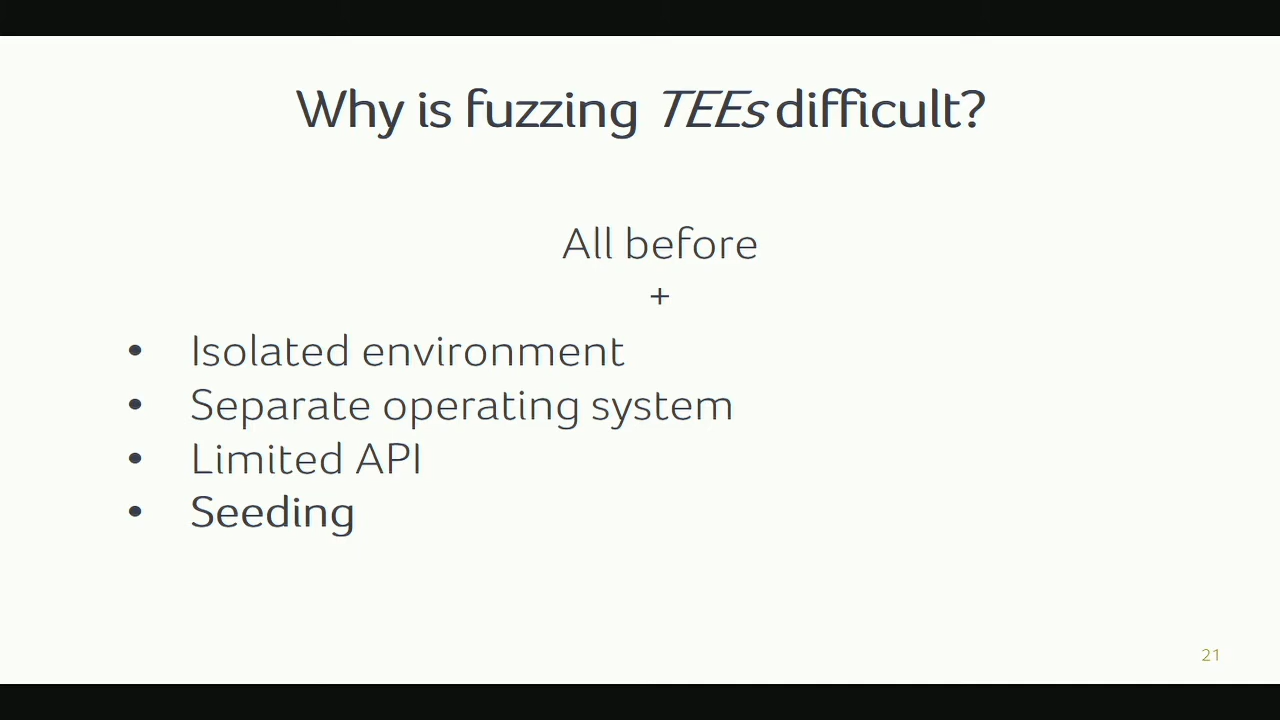 Why is fuzzing TEEs difficult?
All before
+
• Isolated environment
• Separate operating system
• Limited API
• Seeding
21